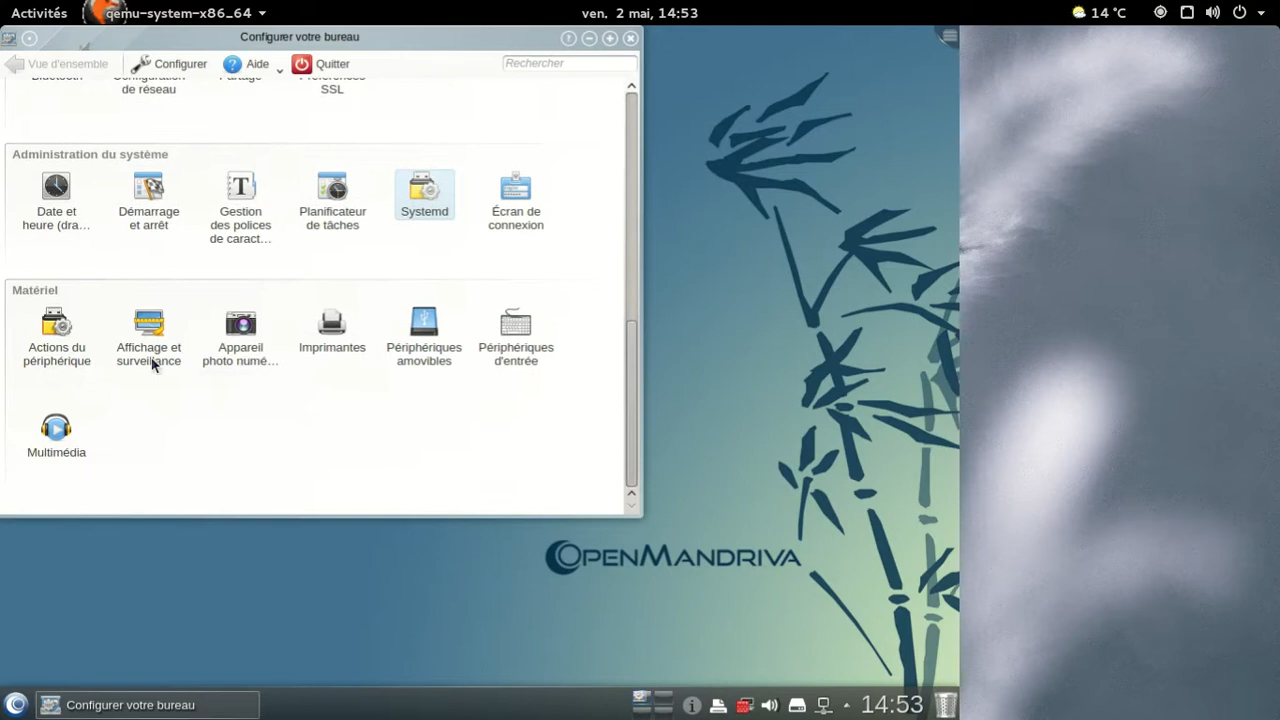 Activités
qemu-system-x86_64
ven. 2 mai, 14:53
14 °C
Configurer votre bureau
Vue d'ensemble
Configurer
Aide
Quitter
Rechercher
Bluetooth
Configuration
de réseau
Partage
Préférences
SSL
Administration du système
Date et
heure (dra…
Démarrage
et arrêt
Gestion
des polices
de caract…
Planificateur
de tâches
Systemd
Écran de
connexion
Matériel
Actions du
périphérique
Affichage et
surveillance
Appareil
photo numé…
Imprimantes
Périphériques
amovibles
Périphériques
d'entrée
Multimédia
OpenMandriva
Configurer votre bureau
14:53